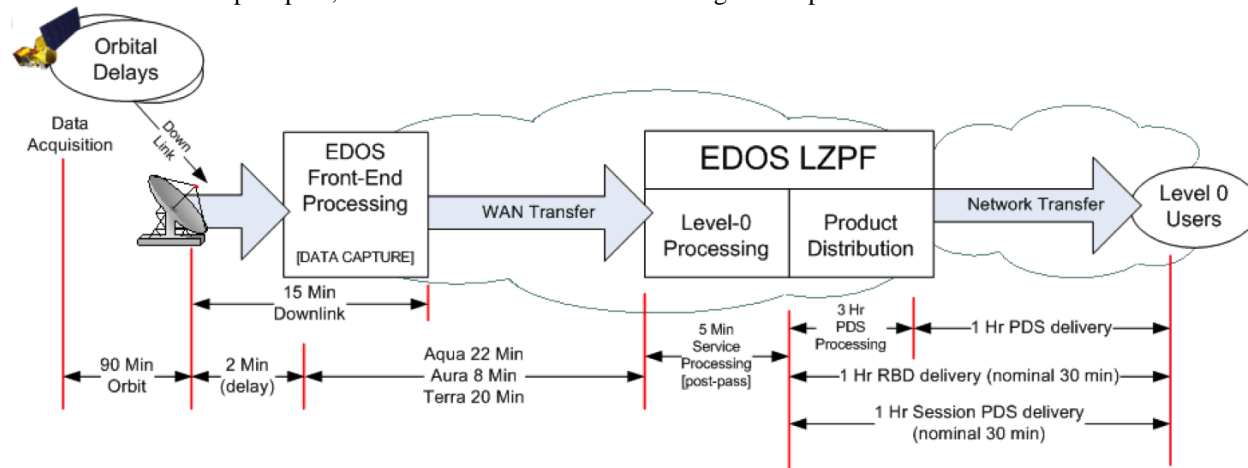 Orbital
Delays
Data
Acquisition
Down
Link
EDOS
Front-End
Processing
[DATA CAPTURE]
WAN Transfer
EDOS LZPF
Level-0
Processing
Product
Distribution
Network Transfer
Level 0
Users
15 Min
Downlink
90 Min
Orbit
2 Min
(delay)
Aqua 22 Min
Aura 8 Min
Terra 20 Min
5 Min
Service
Processing
[post-pass]
3 Hr
PDS
Processing
1 Hr PDS delivery
1 Hr RBD delivery (nominal 30 min)
1 Hr Session PDS delivery
(nominal 30 min)